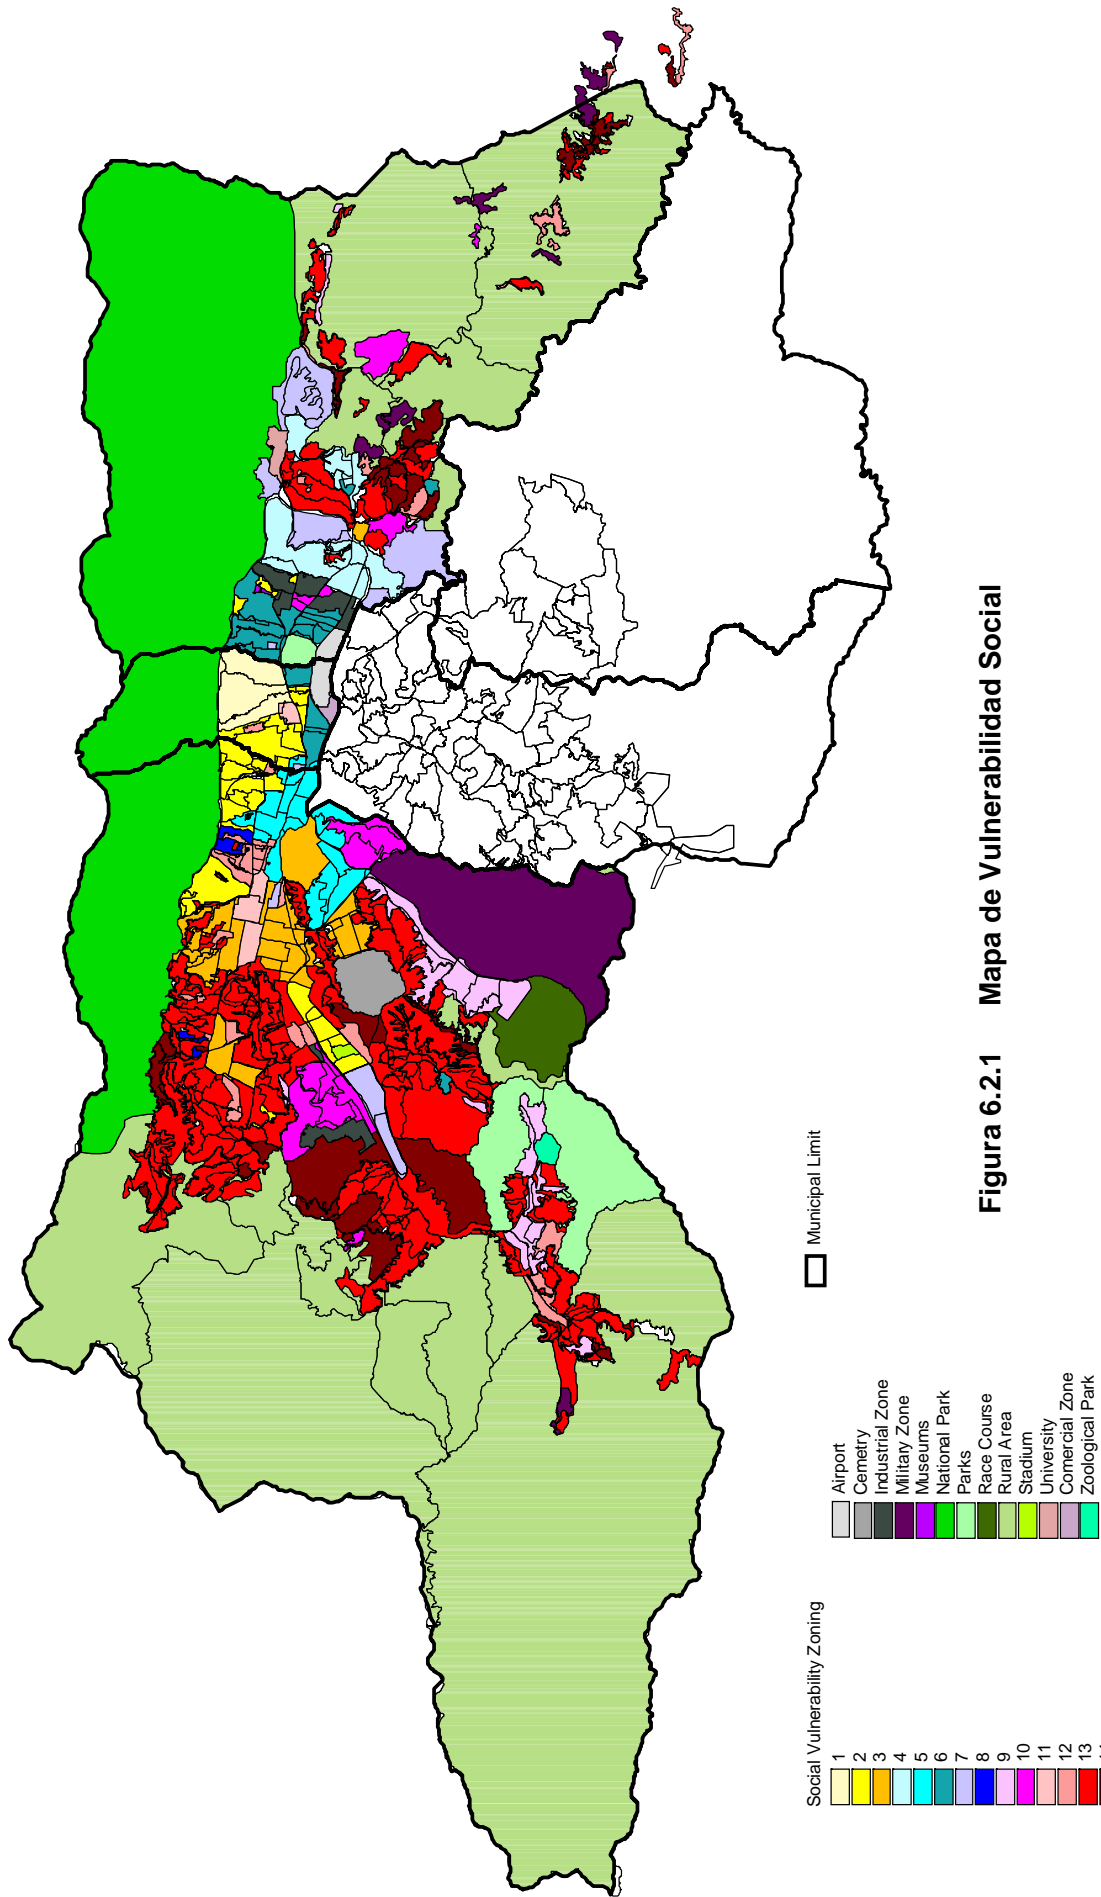 Social Vulnerability Zoning
1
2
3
4
5
6
7
8
9
10
11
12
13
Airport
Cemetry
Industrial Zone
Military Zone
Museums
National Park
Parks
Race Course
Rural Area
Stadium
University
Comercial Zone
Zoological Park
Municipal Limit
Figura 6.2.1 Mapa de Vulnerabilidad Social